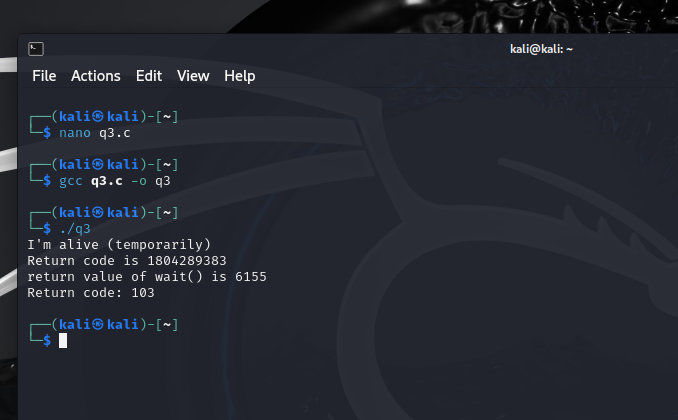 kali@kali: ~
File Actions Edit View Help
┌──(kali㉿kali)-[~]
└─$ nano q3.c
┌──(kali㉿kali)-[~]
└─$ gcc q3.c -o q3
┌──(kali㉿kali)-[~]
└─$ ./q3
I'm alive (temporarily)
Return code is 1804289383
return value of wait() is 6155
Return code: 103
┌──(kali㉿kali)-[~]
└─$